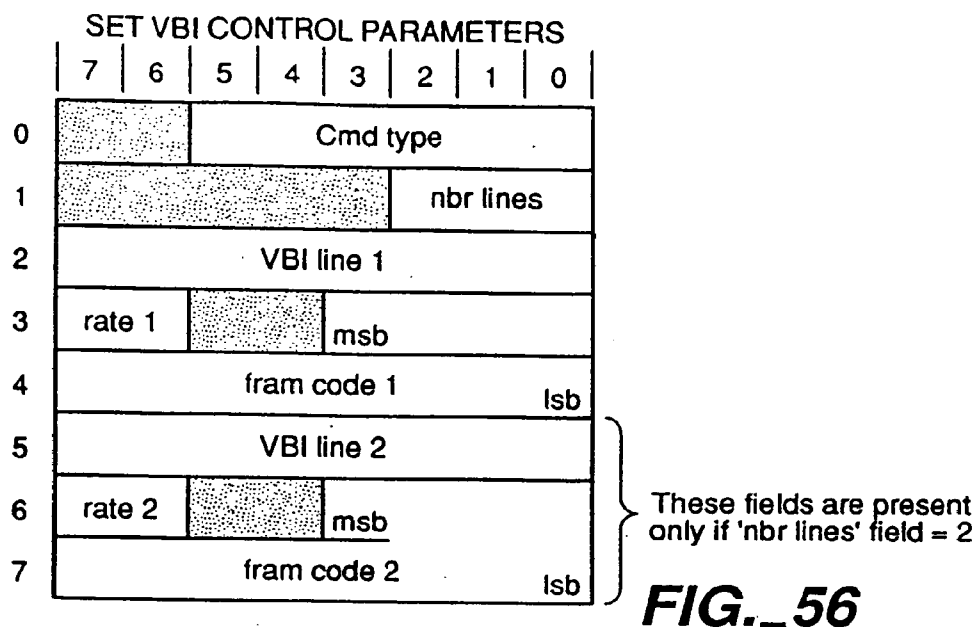 SET VBI CONTROL PARAMETERS
7 6 5 4 3 2 1 0
0 Cmd type
1 nbr lines
2 VBI line 1
3 rate 1 msb
4 fram code 1 lsb
5 VBI line 2
6 rate 2 msb
7 fram code 2 lsb
These fields are present
only if 'nbr lines' field = 2
FIG._56